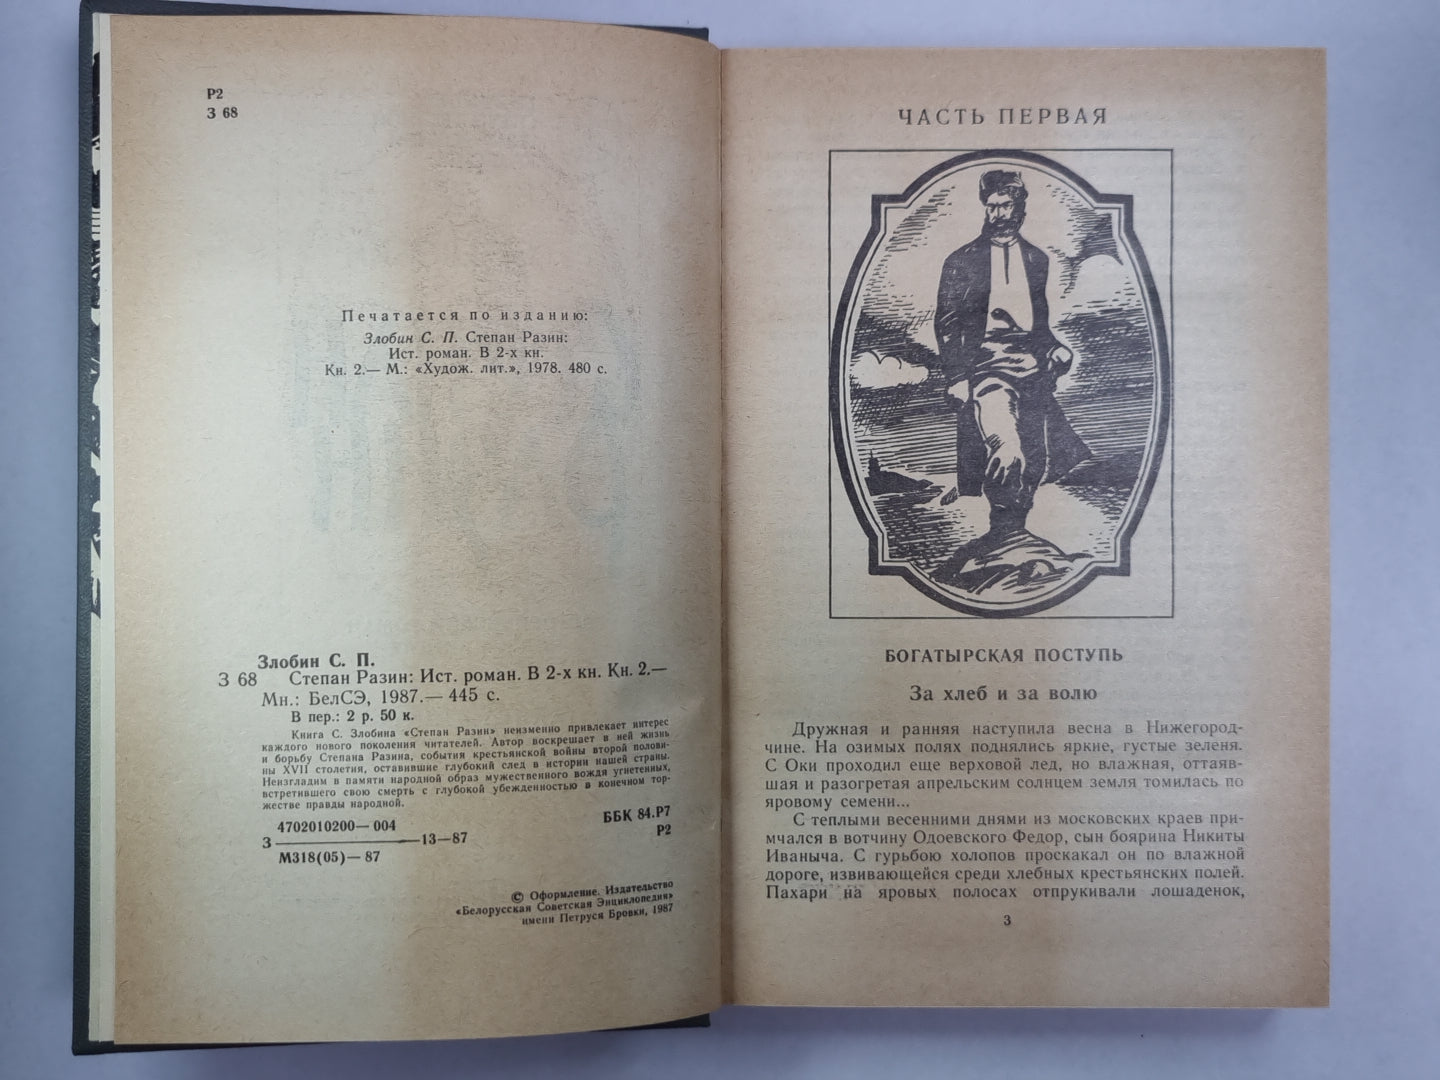 Р2
З 68
Печатается по изданию:
Злобин С. П. Степан Разин:
Ист. роман. В 2-х кн.
Кн. 2.— М.: «Худож. лит.», 1978. 480 с.
Злобин С. П.
З 68 Степан Разин: Ист. роман. В 2-х кн. Кн. 2.—
Мн.: БелСЭ, 1987.— 445 с.
В пер.: 2 р. 50 к.
Книга С. Злобина «Степан Разин» неизменно привлекает интерес
каждого нового поколения читателей. Автор воскрешает в ней жизнь
и борьбу Степана Разина, события крестьянской войны второй полови-
ны XVII столетия, оставившие глубокий след в истории нашей страны.
Неизгладим в памяти народной образ мужественного вождя угнетенных,
встретившего свою смерть с глубокой убежденностью в конечном тор-
жестве правды народной.
4702010200—004
З ——— 13—87
М318(05)—87
ББК 84.Р7
Р2
© Оформление. Издательство
«Белорусская Советская Энциклопедия»
имени Петруся Бровки, 1987
ЧАСТЬ ПЕРВАЯ
БОГАТЫРСКАЯ ПОСТУПЬ
За хлеб и за волю
Дружная и ранняя наступила весна в Нижегород-
чине. На озимых полях поднялись яркие, густые зеленя.
С Оки проходил еще верховой лед, но влажная, оттаяв-
шая и разогретая апрельским солнцем земля томилась по
яровому семени...
С теплыми весенними днями из московских краев при-
мчался в вотчину Одоевского Федор, сын боярина Никиты
Иваныча. С гурьбою холопов проскакал он по влажной
дороге, извивающейся среди хлебных крестьянских полей.
Пахари на яровых полосах отпрукивали лошаденок,
3